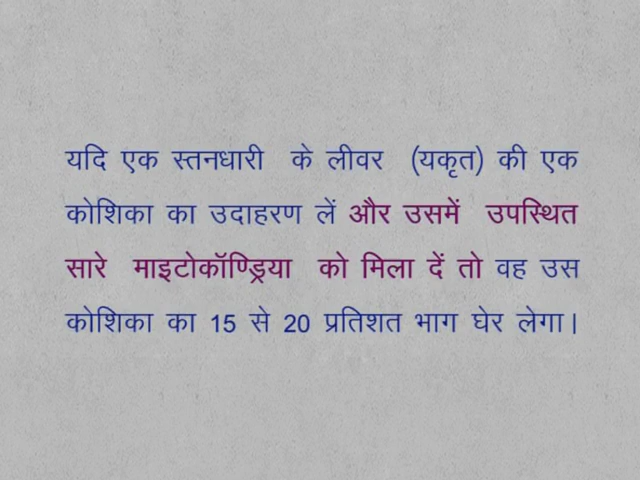 यदि एक स्तनधारी के लीवर (यकृत) की एक
कोशिका का उदाहरण लें और उसमें उपस्थित
सारे माइटोकॉण्ड्रिया को मिला दें तो वह उस
कोशिका का 15 से 20 प्रतिशत भाग घेर लेगा।